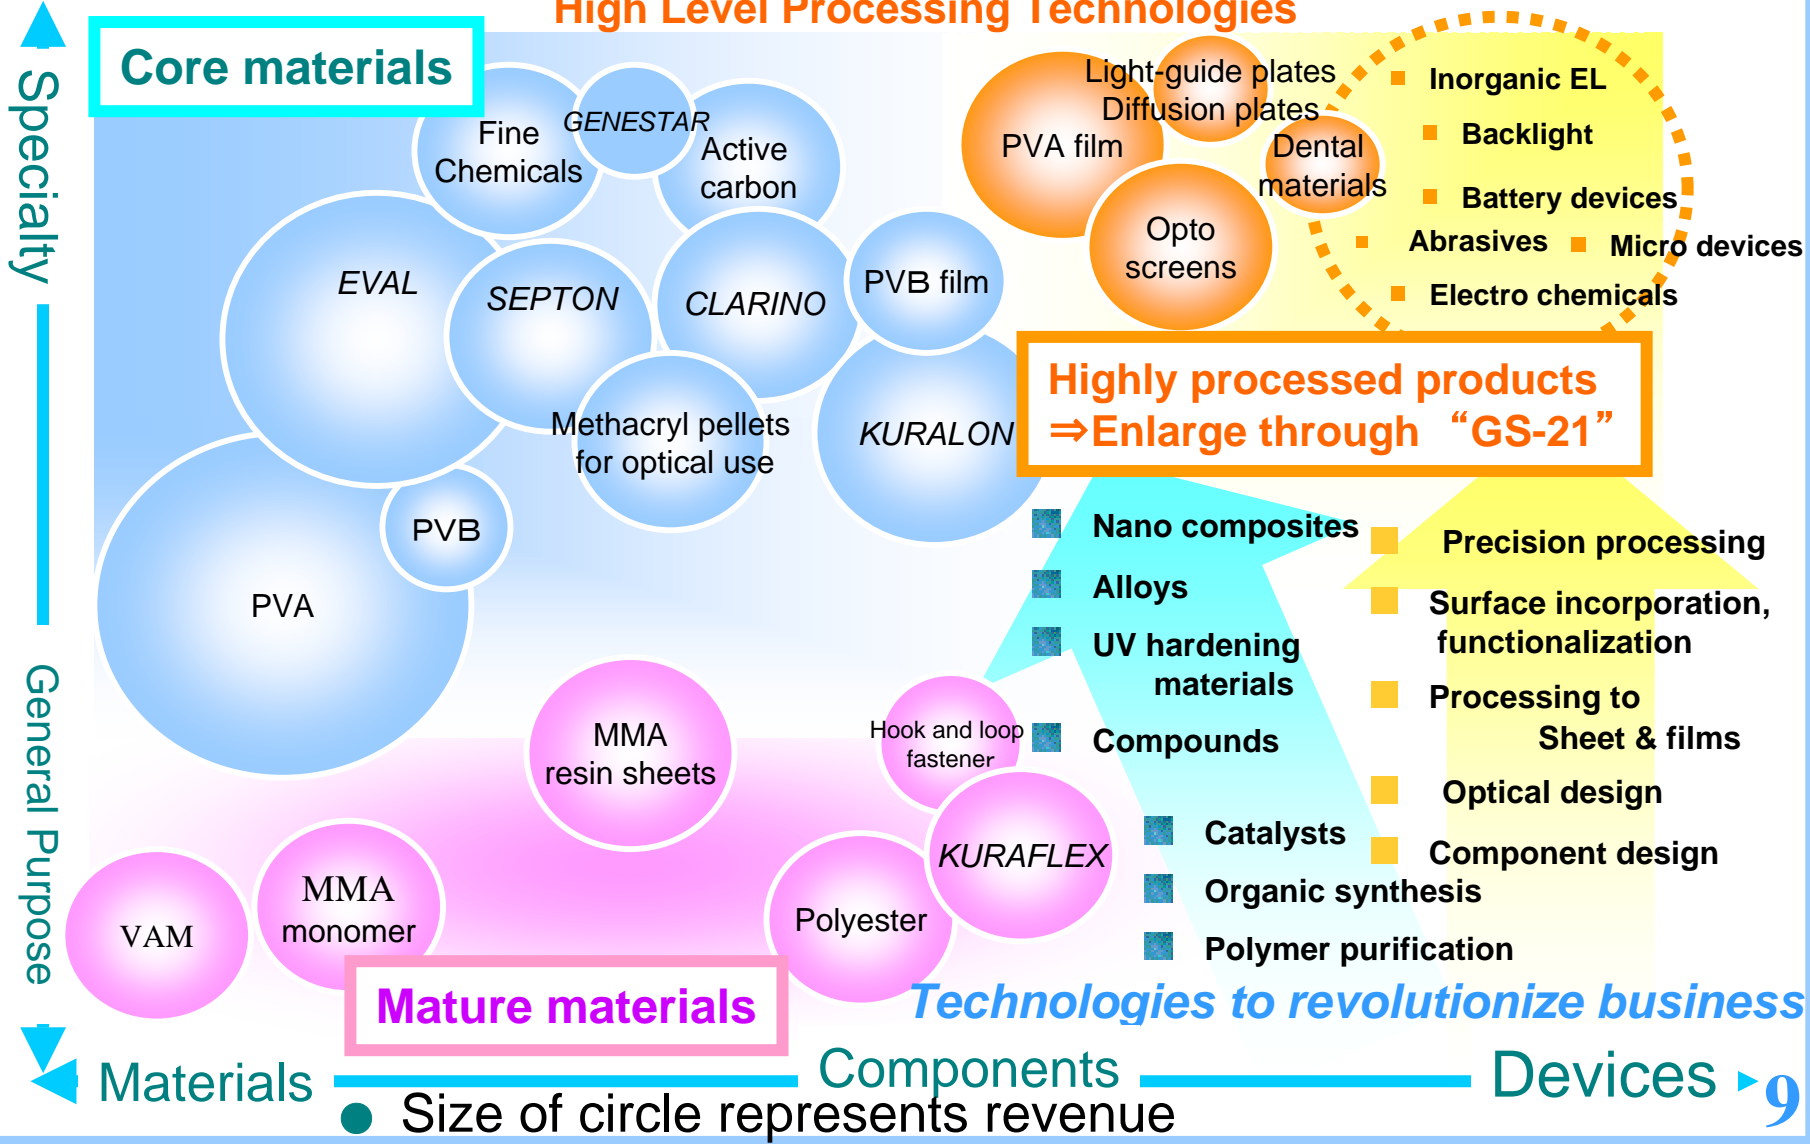 High Level Processing Technologies
Core materials
Specialty
General Purpose
Fine
Chemicals
GENESTAR
Active
carbon
EVAL
SEPTON
CLARINO
PVB film
Methacryl pellets
for optical use
KURALON
PVB
PVA
Light-guide plates
Diffusion plates
PVA film
Dental
materials
Opto
screens
Inorganic EL
Backlight
Battery devices
Abrasives
Micro devices
Electro chemicals
Highly processed products
⇒Enlarge through “GS-21”
Nano composites
Alloys
UV hardening
materials
Compounds
Catalysts
Organic synthesis
Polymer purification
Precision processing
Surface incorporation,
functionalization
Processing to
Sheet & films
Optical design
Component design
MMA
resin sheets
Hook and loop
fastener
KURAFLEX
Polyester
MMA
monomer
VAM
Mature materials
Technologies to revolutionize business
Materials
Components
Devices
● Size of circle represents revenue
9